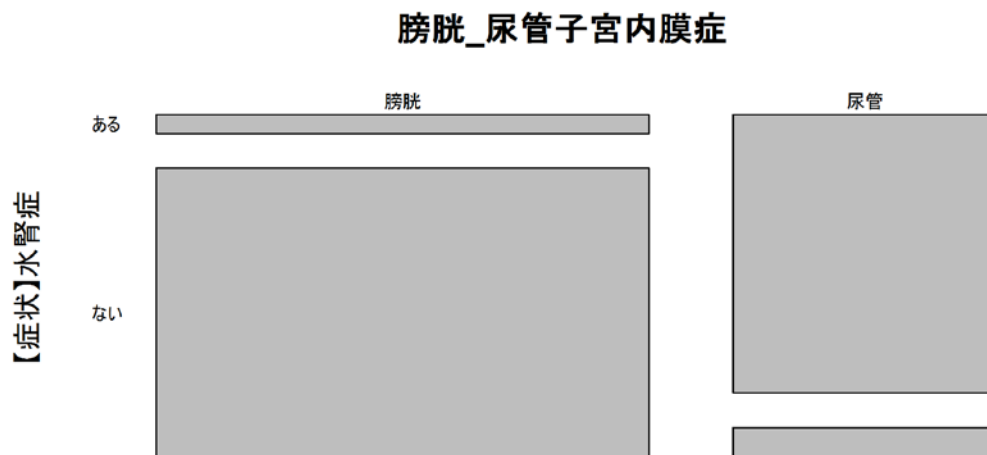 膀胱_尿管子宮内膜症
膀胱
尿管
ある
ない
【症状】水腎症